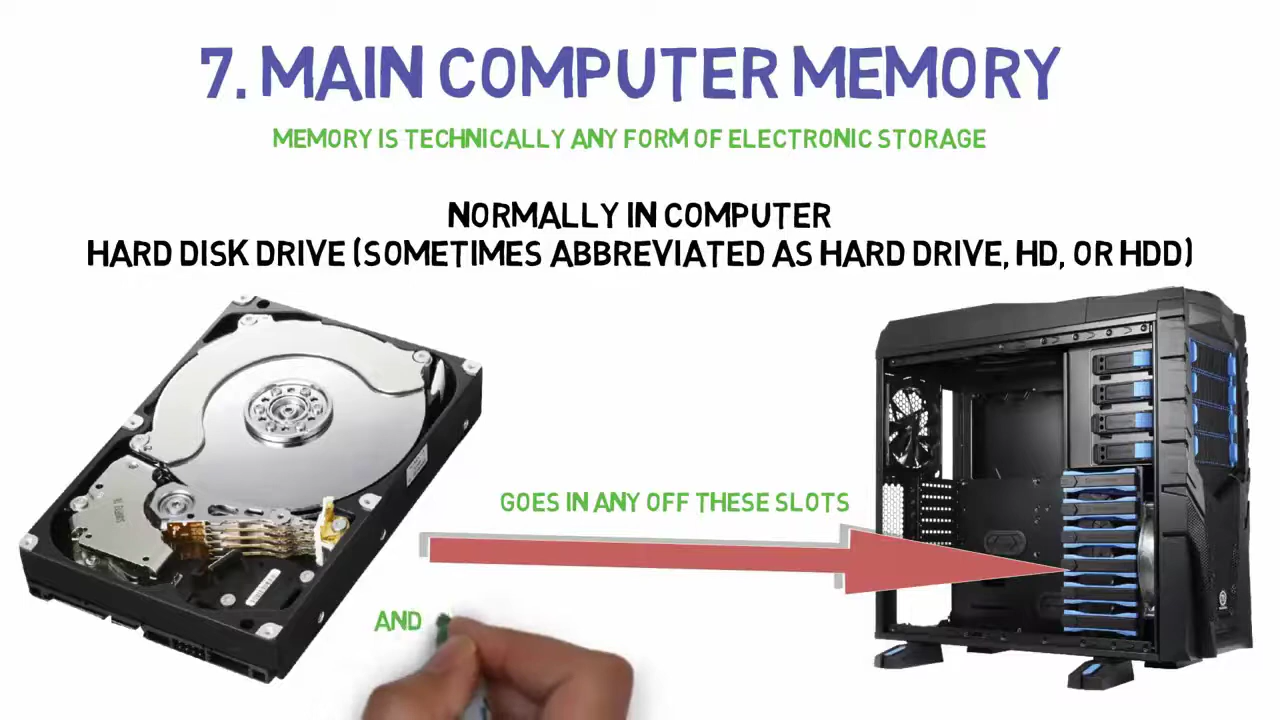 7. MAIN COMPUTER MEMORY
MEMORY IS TECHNICALLY ANY FORM OF ELECTRONIC STORAGE
NORMALLY IN COMPUTER
HARD DISK DRIVE (SOMETIMES ABBREVIATED AS HARD DRIVE, HD, OR HDD)
GOES IN ANY OFF THESE SLOTS
AND